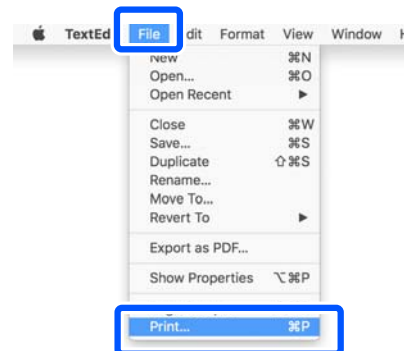 TextEd File dit Format View Window H
New ⌘N
Open... ⌘O
Open Recent ▶
Close ⌘W
Save... ⌘S
Duplicate ⇧⌘S
Rename...
Move To...
Revert To ▶
Export as PDF...
Show Properties ⌥⌘P
Print... ⌘P